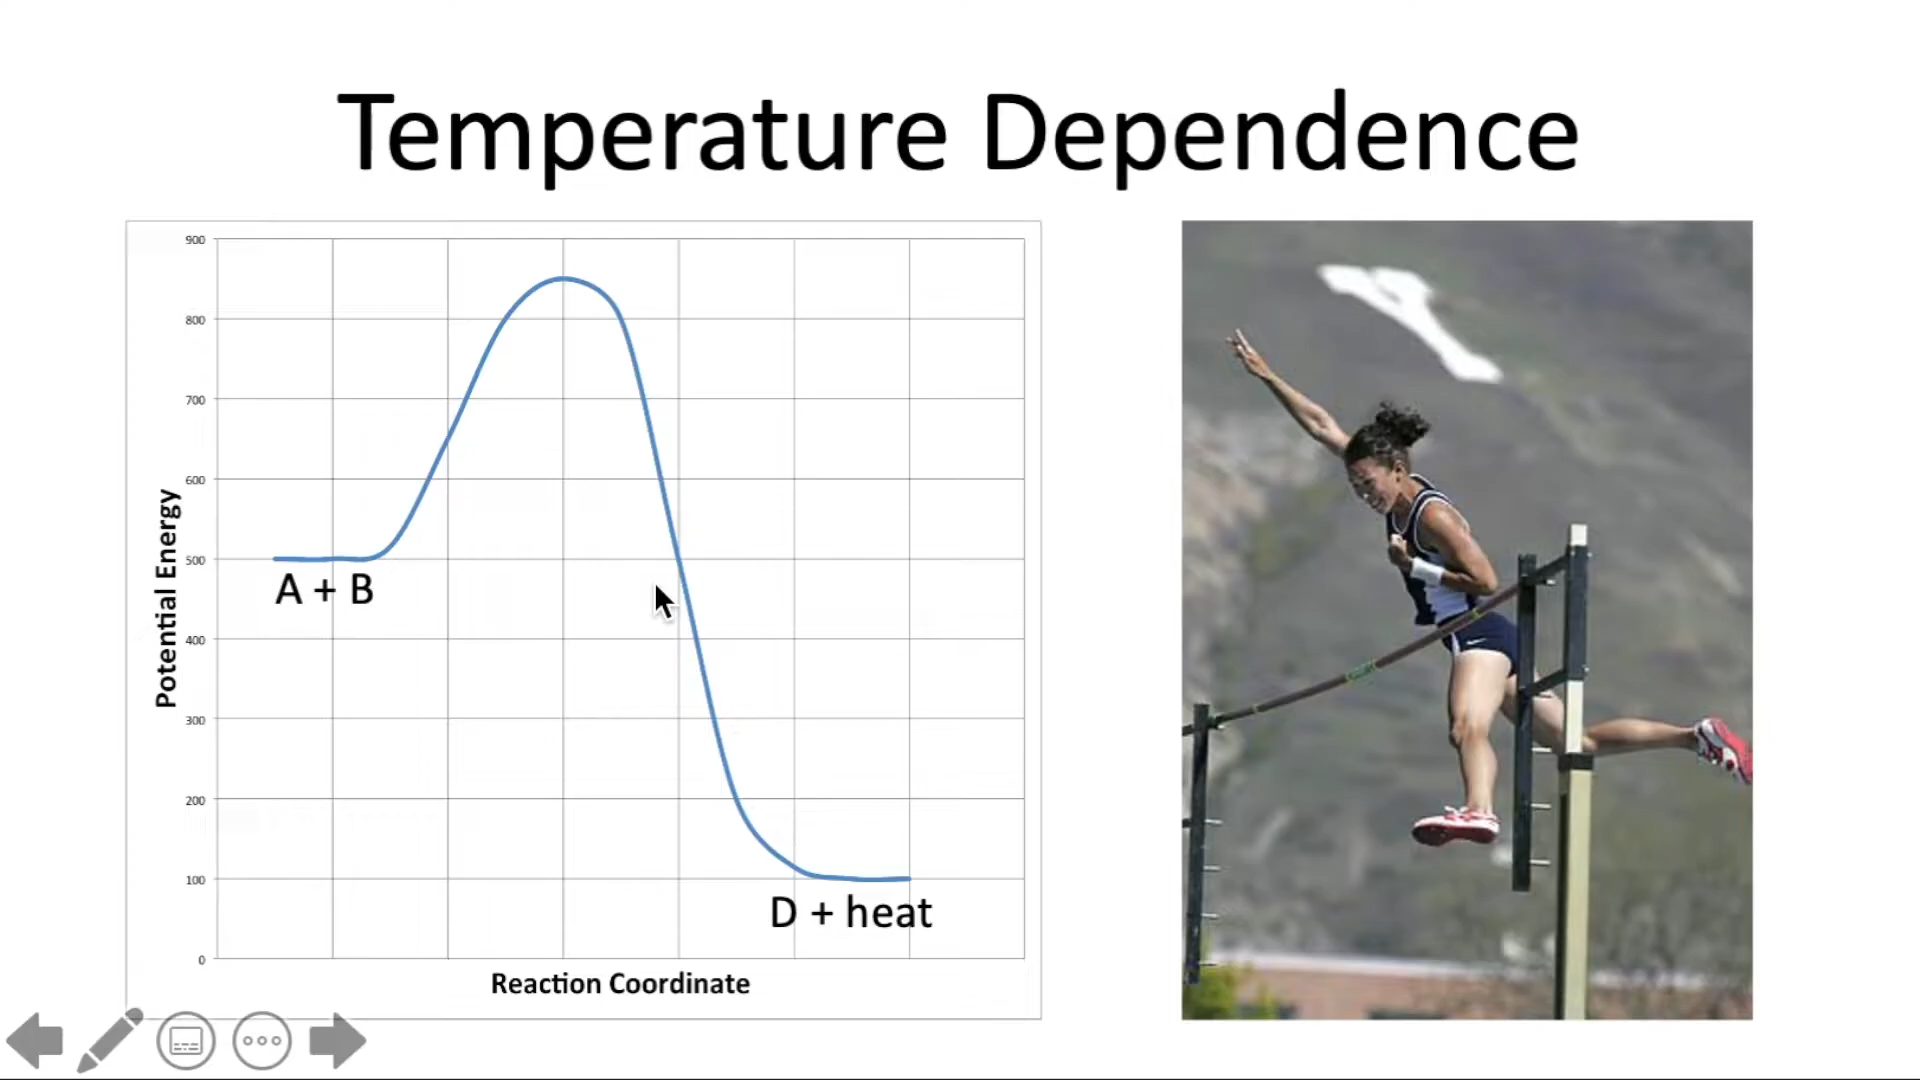 Temperature Dependence
900
800
700
600
500
400
300
200
100
0
Potential Energy
A + B
D + heat
Reaction Coordinate
Y